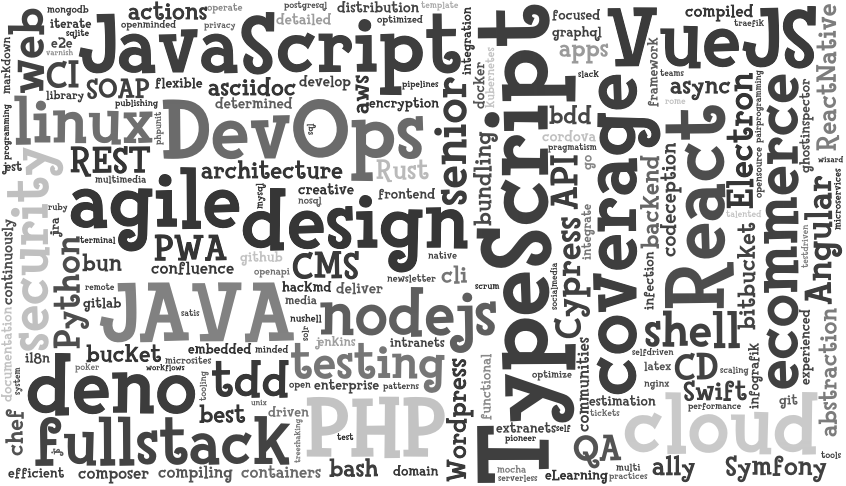 mongodb
actions
operate
postgresql
distribution
template
focused
compiled
traefik
iterate
openminded
privacy
detailed
optimized
integration
graphql
VueJS
ReactNative
markdown
web
sqlite
JavaScript
apps
e2e
varnish
CI
SOAP
flexible
asciidoc
develop
aws
pipelines
docker
kubernetes
slack
framework
teams
async
library
publishing
determined
encryption
senior
TypeScript
bdd
coverage
rome
Electron
pairprogramming
opensource
ecommerce
ghostinspector
linux
phpunit
DevOps
sql
cordova
pragmatism
programming
jest
REST
architecture
Rust
bundling
API
go
backend
codeception
React
wizard
multimedia
mysql
creative
nosql
frontend
Cypress
integrate
talented
Angular
microservices
security
ruby
agile
design
jira
terminal
PWA
github
CMS
native
continuously
Python
bun
confluence
openapi
newsletter
cli
socialmedia
infection
bitbucket
testdriven
remote
gitlab
JAVA
satis
hackmd
deliver
media
nodejs
scrum
nushell
solr
shell
documentation
i18n
bucket
embedded
minded
jenkins
intranets
communities
selfdriven
experienced
abstraction
system
poker
microsites
workflows
testing
functional
optimize
latex
CD
scaling
infografik
deno
tooling
tdd
open
enterprise
patterns
Wordpress
nginx
Swift
git
unix
best
driven
PHP
estimation
performance
tickets
cloud
chef
fullstack
treeshaking
test
extranets
self
pioneer
QA
tools
efficient
composer
compiling
containers
bash
domain
mocha
serverless
eLearning
multi
practices
a11y
Symfony